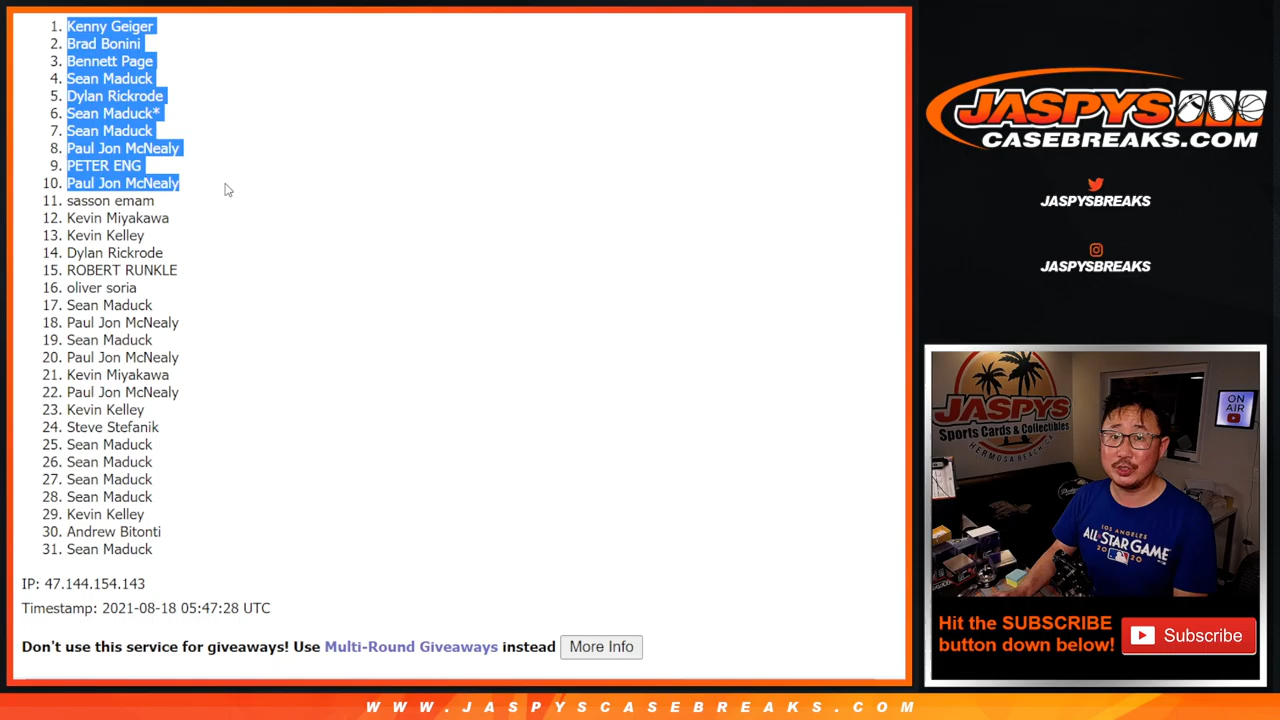 1. Kenny Geiger
2. Brad Bonini
3. Bennett Page
4. Sean Maduck
5. Dylan Rickrode
6. Sean Maduck*
7. Sean Maduck
8. Paul Jon McNealy
9. PETER ENG
10. Paul Jon McNealy
11. sasson emam
12. Kevin Miyakawa
13. Kevin Kelley
14. Dylan Rickrode
15. ROBERT RUNKLE
16. oliver soria
17. Sean Maduck
18. Paul Jon McNealy
19. Sean Maduck
20. Paul Jon McNealy
21. Kevin Miyakawa
22. Paul Jon McNealy
23. Kevin Kelley
24. Steve Stefanik
25. Sean Maduck
26. Sean Maduck
27. Sean Maduck
28. Sean Maduck
29. Kevin Kelley
30. Andrew Bitonti
31. Sean Maduck
IP: 47.144.154.143
Timestamp: 2021-08-18 05:47:28 UTC
Don't use this service for giveaways! Use Multi-Round Giveaways instead More Info
JASPYS
CASEBREAKS.COM
JASPYSBREAKS
JASPYSBREAKS
JASPYS
Sports Cards & Collectibles
HERMOSA BEACH, CA
ON
AIR
LOS ANGELES
ALL STAR GAME
2020
Hit the SUBSCRIBE
button down below!
Subscribe
WWW.JASPYSCASEBREAKS.COM